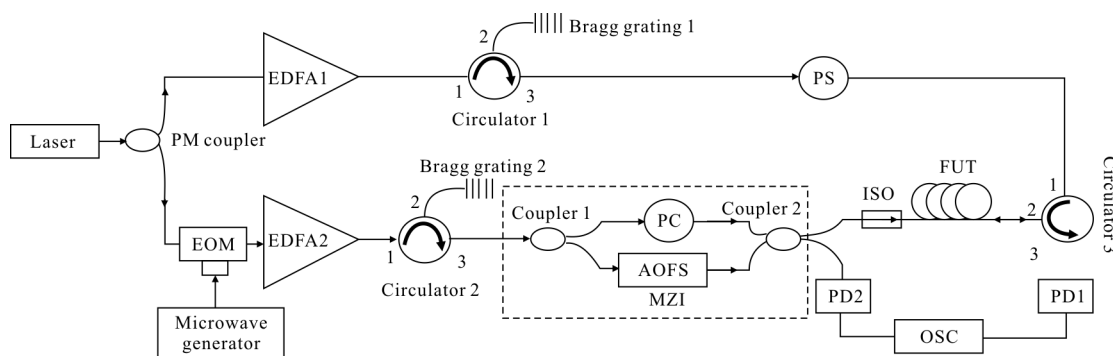 2
Bragg grating 1
EDFA1
1
3
PS
Circulator 1
Laser
PM coupler
Bragg grating 2
2
FUT
ISO
1
2
3
Circulator 3
Coupler 1
PC
Coupler 2
EOM
EDFA2
1
3
AOFS
MZI
Circulator 2
PD2
PD1
OSC
Microwave
generator